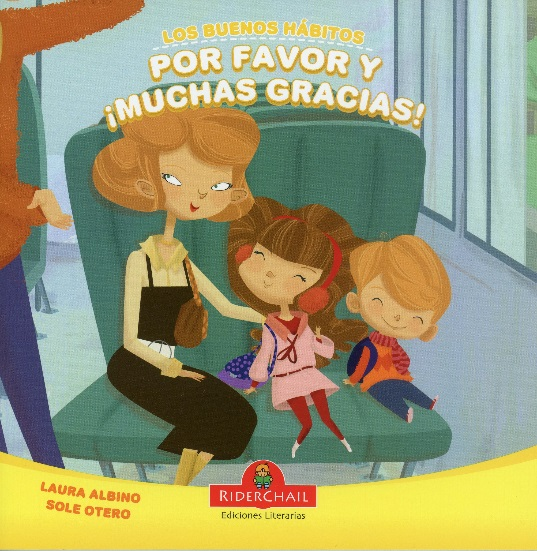 LOS BUENOS HÁBITOS
POR FAVOR Y
¡MUCHAS GRACIAS!
LAURA ALBINO
SOLE OTERO
RIDERCHAIL
Ediciones Literarias